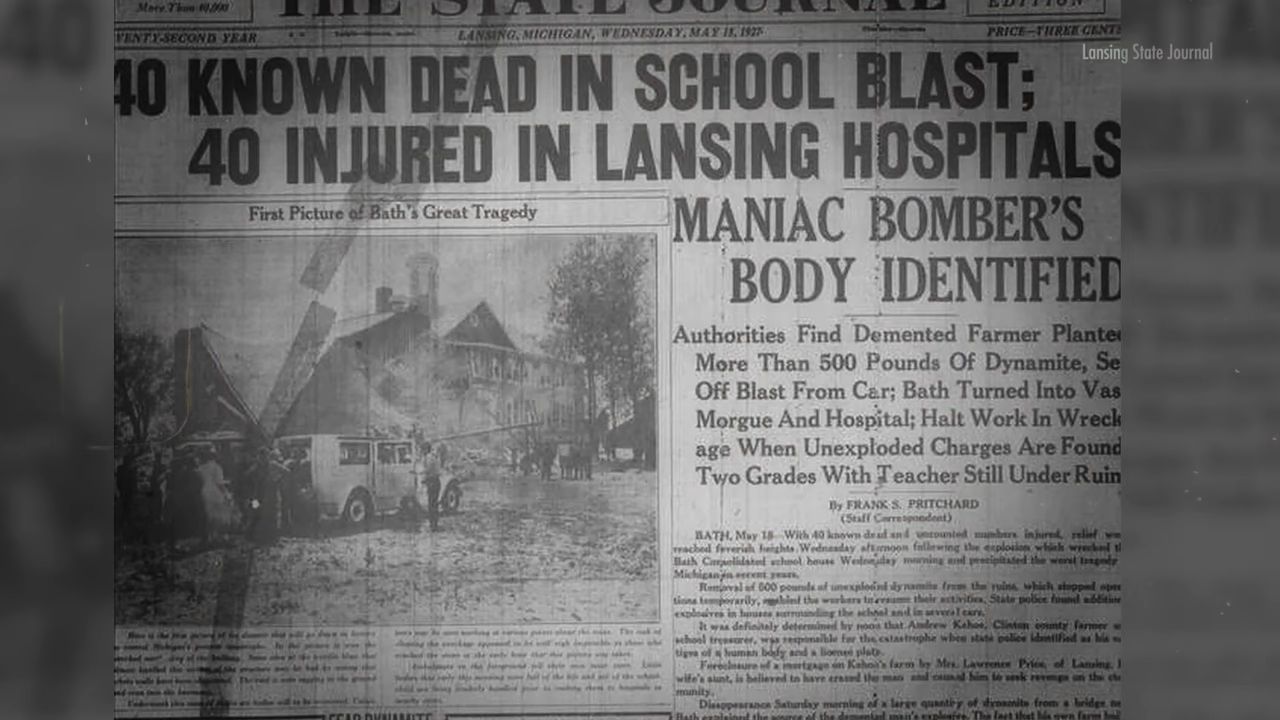 More Than 40,000
THE STATE JOURNAL
EDITION
VENTY-SECOND YEAR
LANSING, MICHIGAN, WEDNESDAY, MAY 18, 1927
PRICE—THREE CENTS
Lansing State Journal
40 KNOWN DEAD IN SCHOOL BLAST;
40 INJURED IN LANSING HOSPITALS
First Picture of Bath's Great Tragedy
MANIAC BOMBER'S
BODY IDENTIFIED
Authorities Find Demented Farmer Plante
More Than 500 Pounds Of Dynamite, Se
Off Blast From Car; Bath Turned Into Vas
Morgue And Hospital; Halt Work In Wreck
age When Unexploded Charges Are Found
Two Grades With Teacher Still Under Ruin
By FRANK S. PRITCHARD
(Staff Correspondent)
BATH, May 18—With 40 known dead and uncounted numbers injured, relief wo
reached feverish heights Wednesday afternoon following the explosion which wrecked t
Bath Consolidated school house Wednesday morning and precipitated the worst tragedy
Michigan in recent years.
Removal of 500 pounds of unexploded dynamite from the ruins, which stopped oper
tions temporarily, enabled the workers to resume their activities. State police found addition
explosives in houses surrounding the school and in several cars.
It was definitely determined by noon that Andrew Kehoe, Clinton county farmer a
school treasurer, was responsible for the catastrophe when state police identified as his
tiges of a human body and a license plate.
Foreclosure of a mortgage on Kehoe's farm by Mrs. Lawrence Price, of Lansing,
wife's aunt, is believed to have crazed the man and caused him to seek revenge on the
munity.
Disappearance Saturday morning of a large quantity of dynamite from a bridge
Bath explained the source of the demented man's explosive. The fact that his own farm
FEAR DYNAMITE